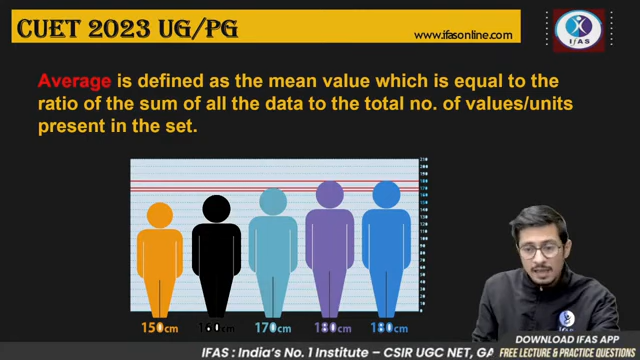 CUET 2023 UG/PG
www.ifasonline.com
iFAS
Average is defined as the mean value which is equal to the
ratio of the sum of all the data to the total no. of values/units
present in the set.
150cm
160cm
170cm
180cm
180cm
DOWNLOAD IFAS APP
IFAS : India's No. 1 Institute – CSIR UGC NET, GA
FREE LECTURE & PRACTICE QUESTIONS